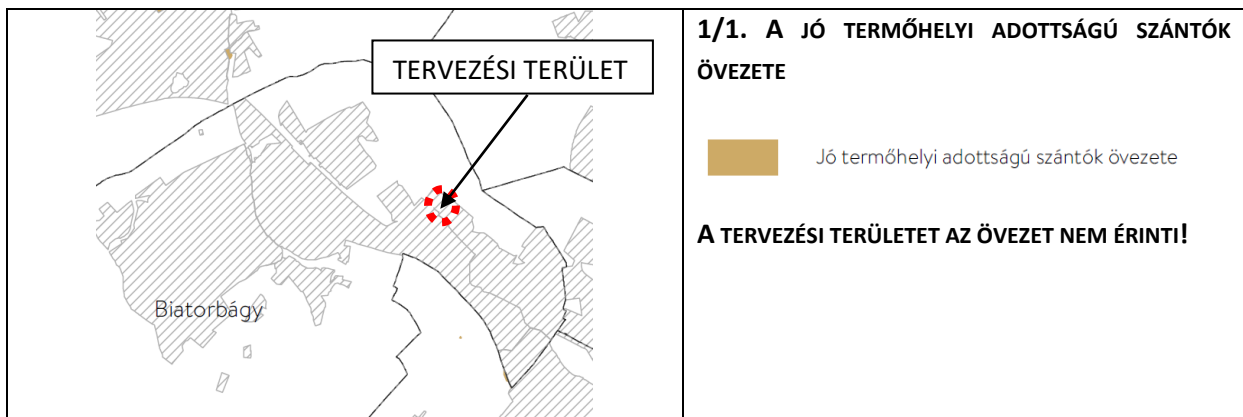 TERVEZÉSI TERÜLET
Biatorbágy
1/1. A JÓ TERMŐHELYI ADOTTSÁGÚ SZÁNTÓK
ÖVEZETE
Jó termőhelyi adottságú szántók övezete
A TERVEZÉSI TERÜLETET AZ ÖVEZET NEM ÉRINTI!